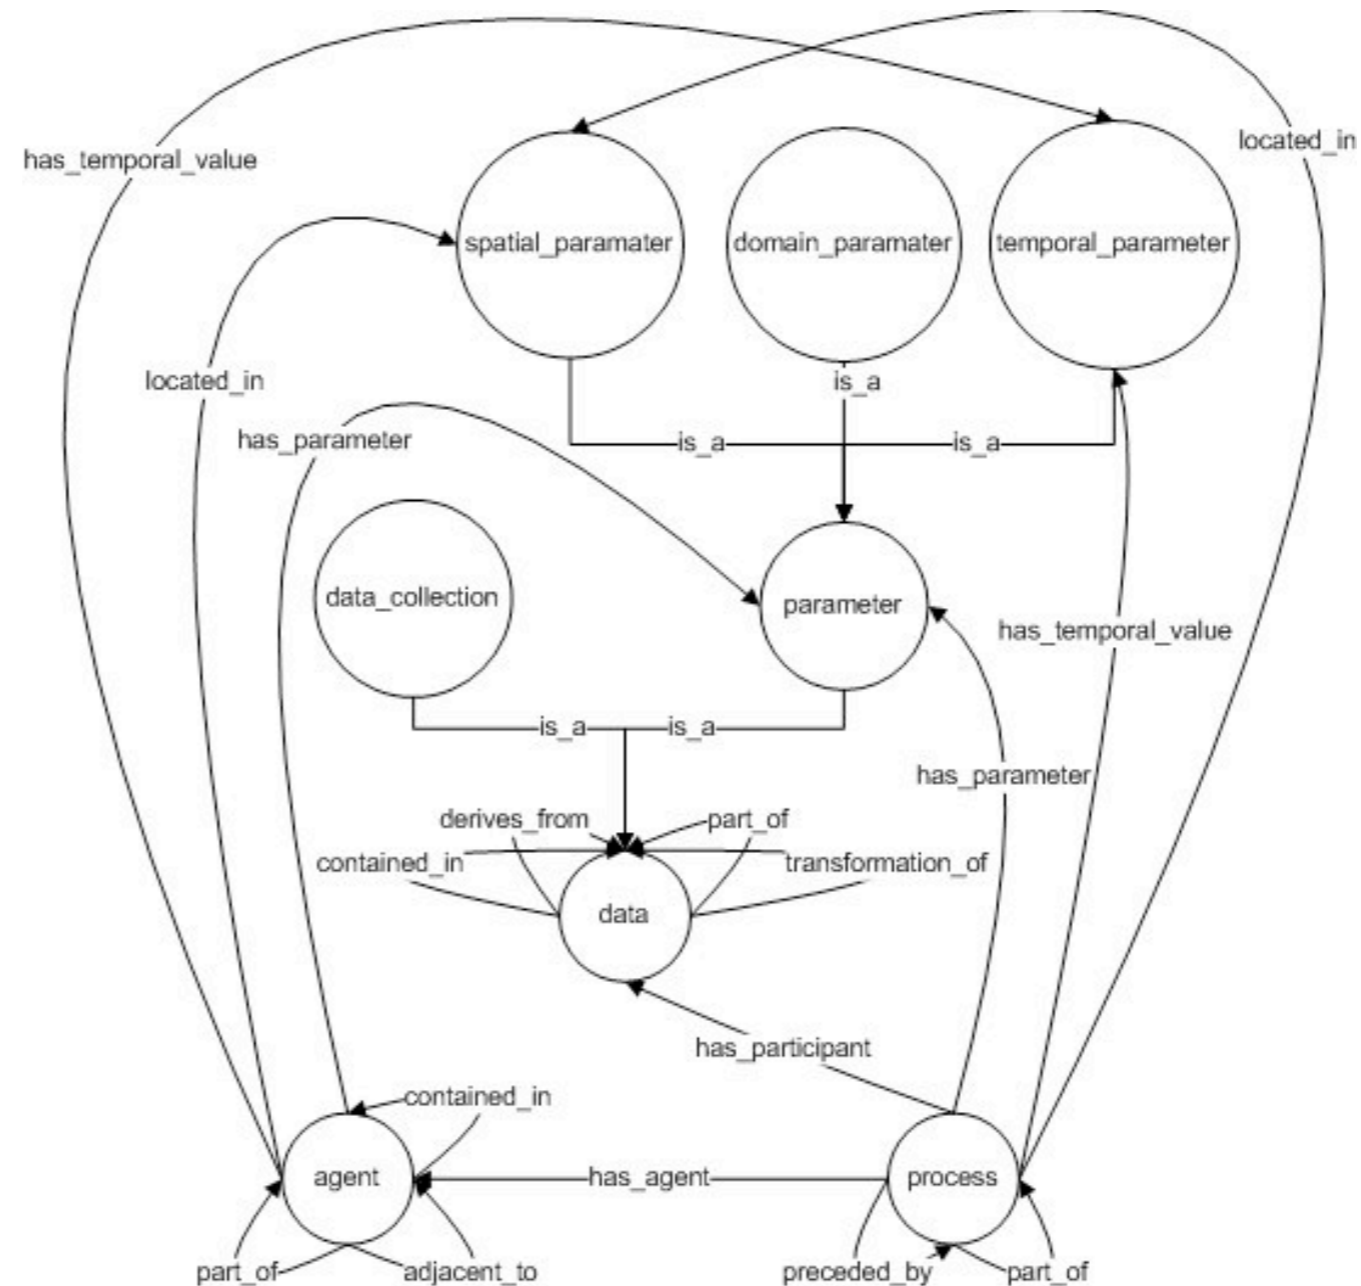 located_in
has_temporal_value
spatial_paramater
domain_paramater
temporal_parameter
located_in
is_a
has_parameter
is_a
is_a
data_collection
parameter
has_temporal_value
is_a
is_a
has_parameter
derives_from
part_of
contained_in
transformation_of
data
has_participant
contained_in
agent
has_agent
process
part_of
adjacent_to
preceded_by
part_of